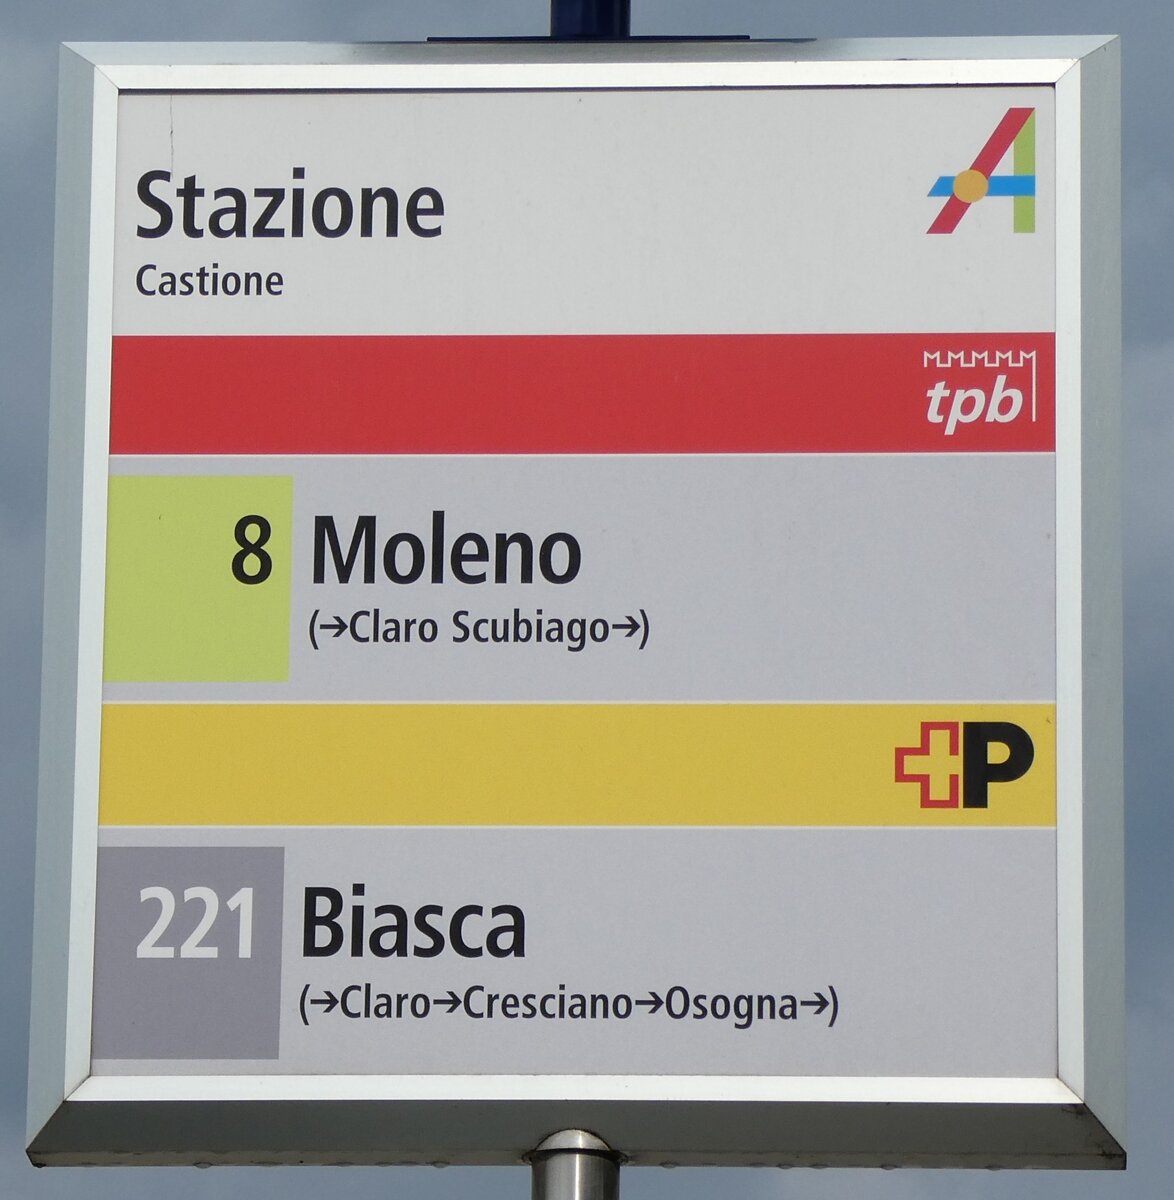 Stazione
Castione
tpb
8 Moleno
(→Claro Scubiago→)
P
221 Biasca
(→Claro→Cresciano→Osogna→)